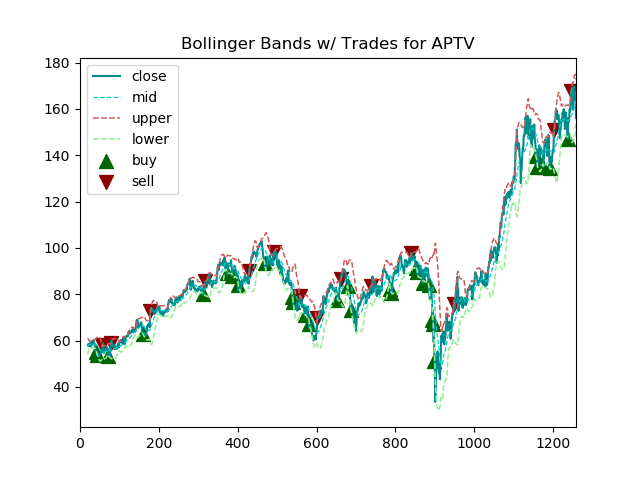 Bollinger Bands w/ Trades for APTV
180
160
140
120
100
80
60
40
close
mid
upper
lower
buy
sell
0 200 400 600 800 1000 1200